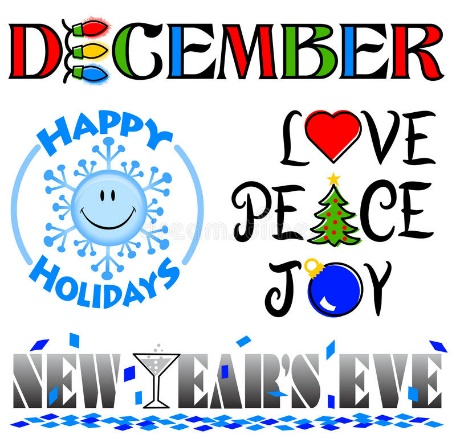 DECEMBER
HAPPY
HOLIDAYS
LOVE
PEACE
JOY
NEW YEAR'S EVE